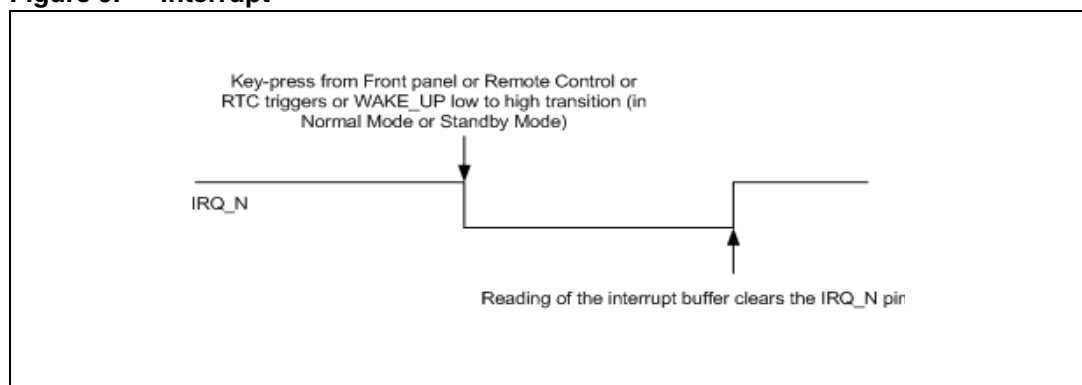 Key-press from Front panel or Remote Control or
RTC triggers or WAKE_UP low to high transition (in
Normal Mode or Standby Mode)
IRQ_N
Reading of the interrupt buffer clears the IRQ_N pin